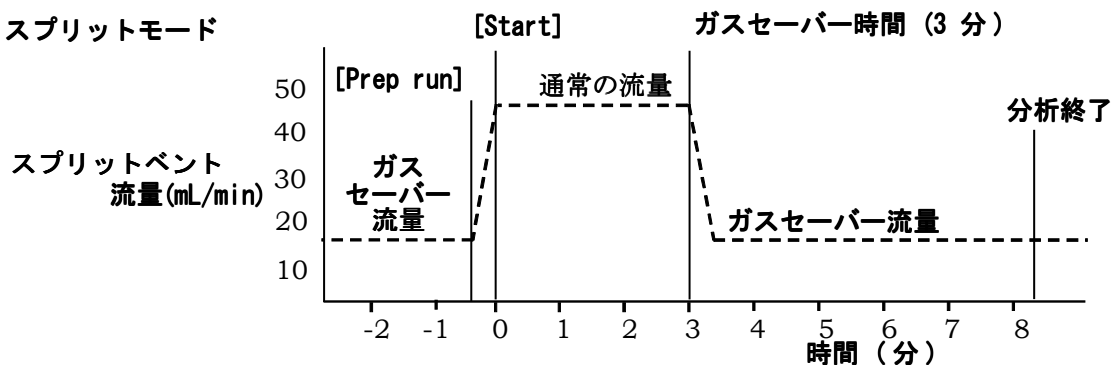 スプリットモード
[Start]
ガスセーバー時間 (3 分)
[Prep run]
通常の流量
分析終了
スプリットベント
流量(mL/min)
50
40
30
20
10
ガス
セーバー
流量
ガスセーバー流量
-2 -1 0 1 2 3 4 5 6 7 8
時間 (分)